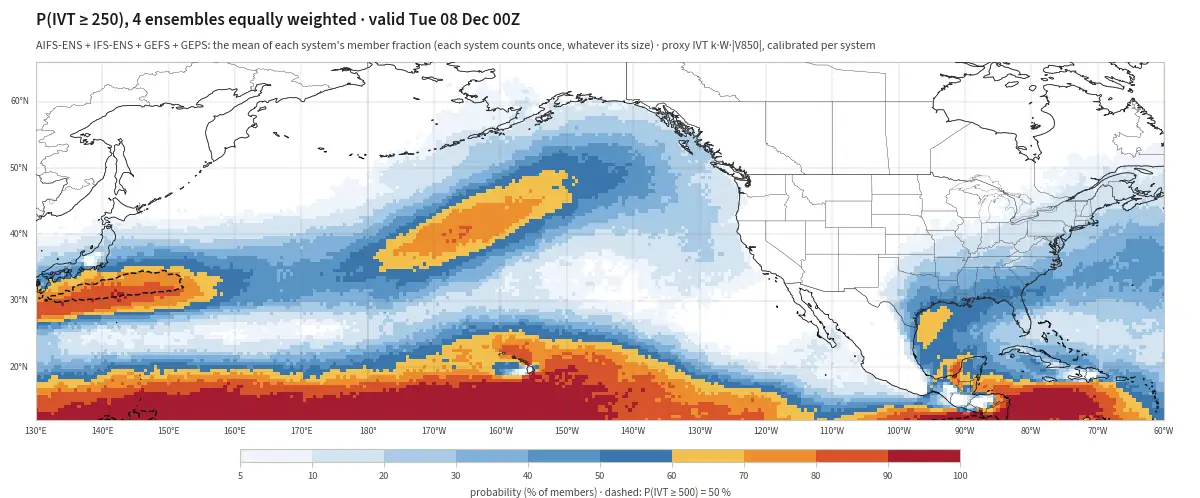 P(IVT ≥ 250), 4 ensembles equally weighted · valid Tue 08 Dec 00Z
AIFS-ENS + IFS-ENS + GEFS + GEPS: the mean of each system's member fraction (each system counts once, whatever its size) · proxy IVT k·W·|V850|, calibrated per system
60°N
50°N
40°N
30°N
20°N
130°E 140°E 150°E 160°E 170°E 180° 170°W 160°W 150°W 140°W 130°W 120°W 110°W 100°W 90°W 80°W 70°W 60°W
5 10 20 30 40 50 60 70 80 90 100
probability (% of members) · dashed: P(IVT ≥ 500) = 50 %